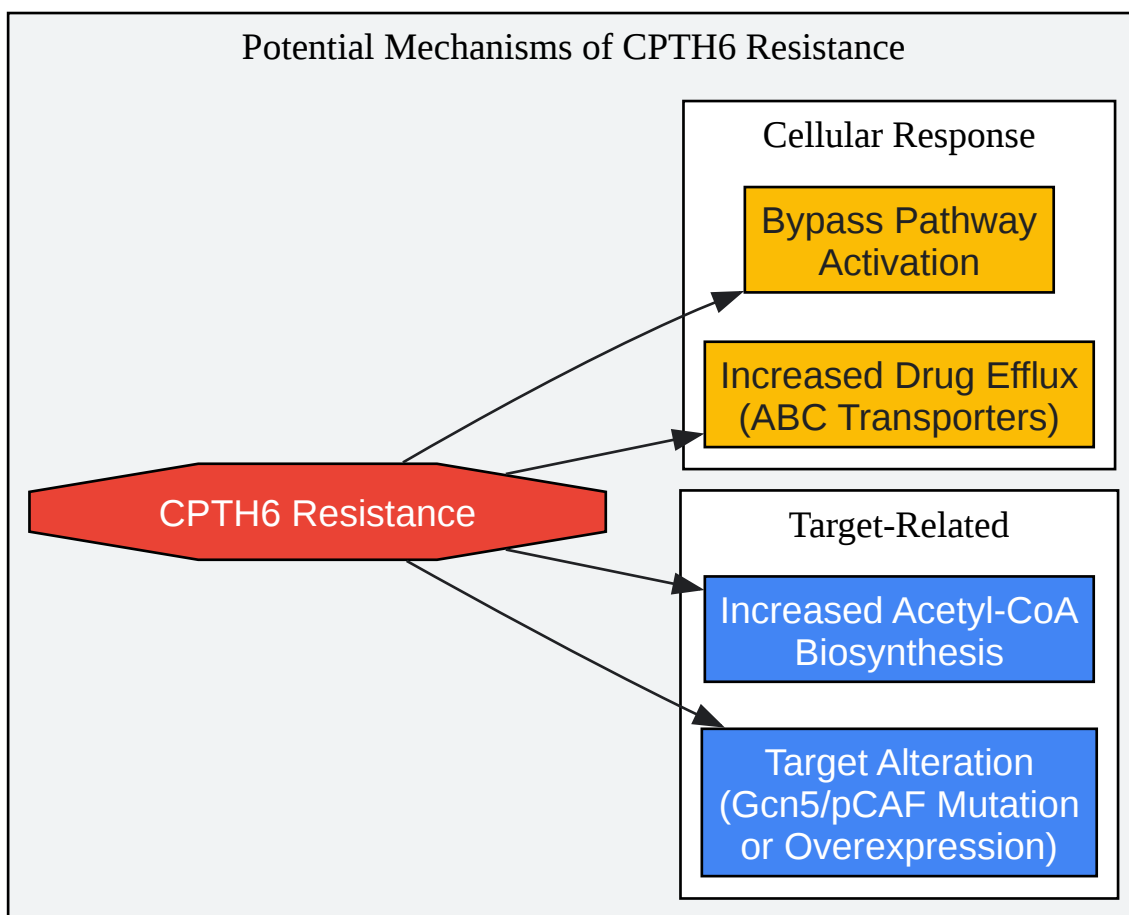 Potential Mechanisms of CPTH6 Resistance
Cellular Response
Bypass Pathway
Activation
Increased Drug Efflux
(ABC Transporters)
CPTH6 Resistance
Target-Related
Increased Acetyl-CoA
Biosynthesis
Target Alteration
(Gcn5/pCAF Mutation
or Overexpression)